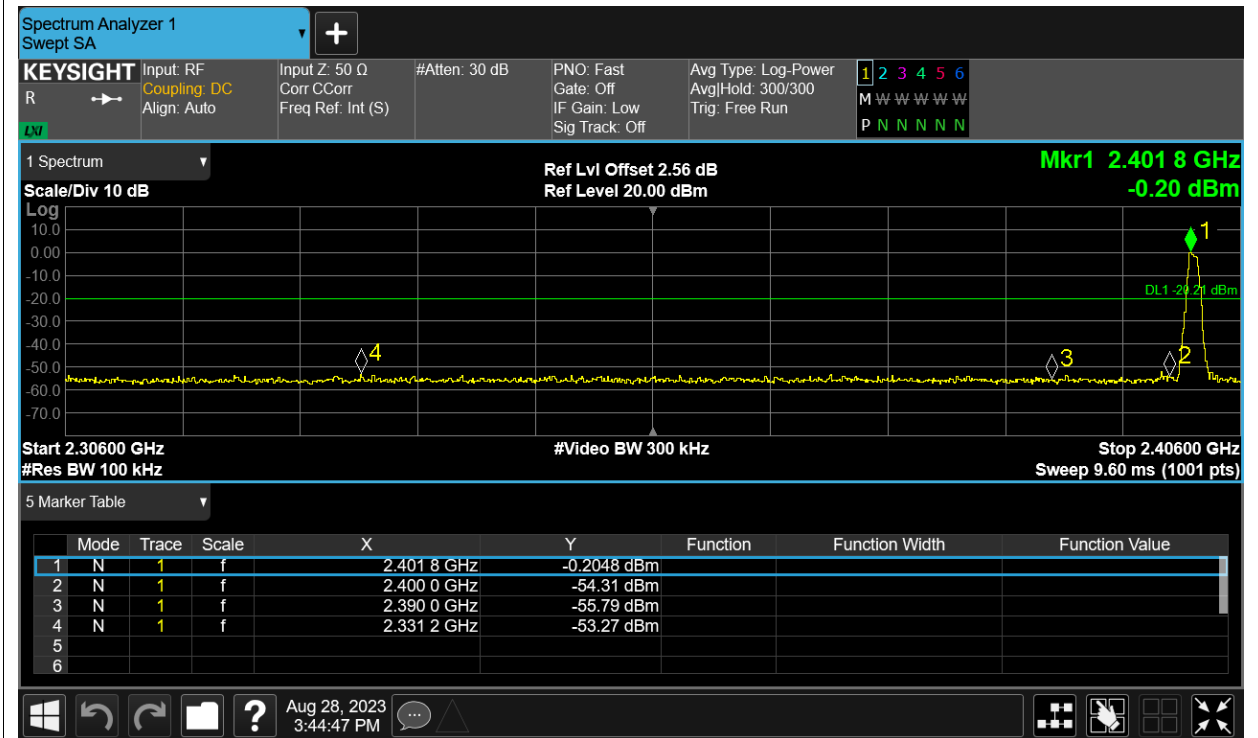 Spectrum Analyzer 1
Swept SA
KEYSIGHT
R
LXI
Input: RF
Coupling: DC
Align: Auto
Input Z: 50 Ω
Corr CCorr
Freq Ref: Int (S)
#Atten: 30 dB
PNO: Fast
Gate: Off
IF Gain: Low
Sig Track: Off
Avg Type: Log-Power
Avg|Hold: 300/300
Trig: Free Run
1 2 3 4 5 6
M W W W W W
P N N N N N
1 Spectrum
Scale/Div 10 dB
Ref Lvl Offset 2.56 dB
Ref Level 20.00 dBm
Mkr1 2.401 8 GHz
-0.20 dBm
Log
10.0
0.00
-10.0
-20.0
-30.0
-40.0
-50.0
-60.0
-70.0
1
DL1 -20.21 dBm
4
3
2
Start 2.30600 GHz
#Video BW 300 kHz
Stop 2.40600 GHz
#Res BW 100 kHz
Sweep 9.60 ms (1001 pts)
5 Marker Table
Mode Trace Scale X Y Function Function Width Function Value
1 N 1 f 2.401 8 GHz -0.2048 dBm
2 N 1 f 2.400 0 GHz -54.31 dBm
3 N 1 f 2.390 0 GHz -55.79 dBm
4 N 1 f 2.331 2 GHz -53.27 dBm
5
6
?
Aug 28, 2023
3:44:47 PM